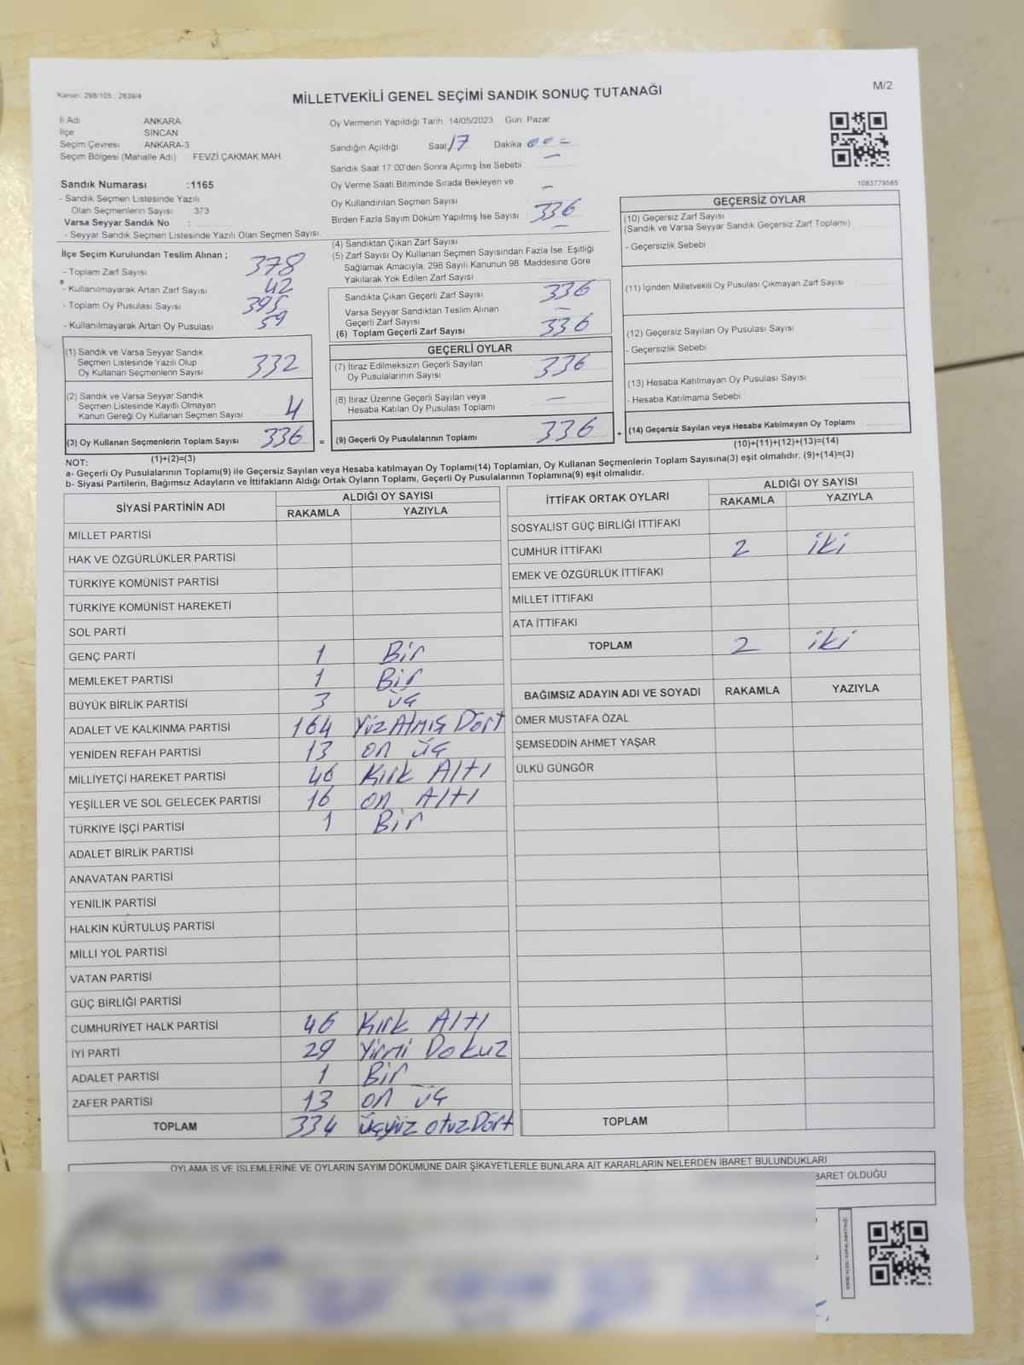 Kanun: 298/105 ; 2839/4
MİLLETVEKİLİ GENEL SEÇİMİ SANDIK SONUÇ TUTANAĞI
M/2
İl Adı ANKARA
İlçe SİNCAN
Seçim Çevresi ANKARA-3
Seçim Bölgesi (Mahalle Adı) FEVZİ ÇAKMAK MAH
Sandık Numarası :1165
- Sandık Seçmen Listesinde Yazılı
Olan Seçmenlerin Sayısı 373
Varsa Seyyar Sandık No :
- Seyyar Sandık Seçmen Listesinde Yazılı Olan Seçmen Sayısı
İlçe Seçim Kurulundan Teslim Alınan ;
- Toplam Zarf Sayısı 378
- Kullanılmayarak Artan Zarf Sayısı 42
- Toplam Oy Pusulası Sayısı 395
- Kullanılmayarak Artan Oy Pusulası 59
(1) Sandık ve Varsa Seyyar Sandık
Seçmen Listesinde Yazılı Olup
Oy Kullanan Seçmenlerin Sayısı 332
(2) Sandık ve Varsa Seyyar Sandık
Seçmen Listesinde Kayıtlı Olmayan
Kanun Gereği Oy Kullanan Seçmen Sayısı 4
(3) Oy Kullanan Seçmenlerin Toplam Sayısı 336 =
(1)+(2)=(3)
Oy Vermenin Yapıldığı Tarih 14/05/2023 Gün Pazar
Sandığın Açıldığı Saat 17 Dakika
Sandık Saat 17:00'den Sonra Açılmış İse Sebebi —
Oy Verme Saati Bitiminde Sırada Bekleyen ve —
Oy Kullandırılan Seçmen Sayısı
Birden Fazla Sayım Döküm Yapılmış İse Sayısı —
(4) Sandıktan Çıkan Zarf Sayısı 336
(5) Zarf Sayısı Oy Kullanan Seçmen Sayısından Fazla İse, Eşitliği —
Sağlamak Amacıyla, 298 Sayılı Kanunun 98. Maddesine Göre
Yakılarak Yok Edilen Zarf Sayısı
Sandıkta Çıkan Geçerli Zarf Sayısı 336
Varsa Seyyar Sandıktan Teslim Alınan —
Geçerli Zarf Sayısı
(6) Toplam Geçerli Zarf Sayısı 336
GEÇERLİ OYLAR
(7) İtiraz Edilmeksizin Geçerli Sayılan
Oy Pusulalarının Sayısı 336
(8) İtiraz Üzerine Geçerli Sayılan veya
Hesaba Katılan Oy Pusulası Toplamı —
(9) Geçerli Oy Pusulalarının Toplamı 336 +
1083779565
GEÇERSİZ OYLAR
(10) Geçersiz Zarf Sayısı
(Sandık ve Varsa Seyyar Sandık Geçersiz Zarf Toplamı)
- Geçersizlik Sebebi
(11) İçinden Milletvekili Oy Pusulası Çıkmayan Zarf Sayısı
(12) Geçersiz Sayılan Oy Pusulası Sayısı
- Geçersizlik Sebebi
(13) Hesaba Katılmayan Oy Pusulası Sayısı
- Hesaba Katılmama Sebebi
(14) Geçersiz Sayılan veya Hesaba Katılmayan Oy Toplamı
(10)+(11)+(12)+(13)=(14)
NOT:
a- Geçerli Oy Pusulalarının Toplamı(9) ile Geçersiz Sayılan veya Hesaba katılmayan Oy Toplamı(14) Toplamları, Oy Kullanan Seçmenlerin Toplam Sayısına(3) eşit olmalıdır. (9)+(14)=(3)
b- Siyasi Partilerin, Bağımsız Adayların ve İttifakların Aldığı Ortak Oyların Toplamı, Geçerli Oy Pusulalarının Toplamına(9) eşit olmalıdır.
SİYASİ PARTİNİN ADI ALDIĞI OY SAYISI
RAKAMLA YAZIYLA
MİLLET PARTİSİ
HAK VE ÖZGÜRLÜKLER PARTİSİ
TÜRKİYE KOMÜNİST PARTİSİ
TÜRKİYE KOMÜNİST HAREKETİ
SOL PARTİ
GENÇ PARTİ 1 Bir
MEMLEKET PARTİSİ 1 Bir
BÜYÜK BİRLİK PARTİSİ 3 üç
ADALET VE KALKINMA PARTİSİ 164 Yüz Atmış Dört
YENİDEN REFAH PARTİSİ 13 on üç
MİLLİYETÇİ HAREKET PARTİSİ 46 Kırk Altı
YEŞİLLER VE SOL GELECEK PARTİSİ 16 on Altı
TÜRKİYE İŞÇİ PARTİSİ 1 Bir
ADALET BİRLİK PARTİSİ
ANAVATAN PARTİSİ
YENİLİK PARTİSİ
HALKIN KURTULUŞ PARTİSİ
MİLLİ YOL PARTİSİ
VATAN PARTİSİ
GÜÇ BİRLİĞİ PARTİSİ
CUMHURİYET HALK PARTİSİ 46 Kırk Altı
İYİ PARTİ 29 Yirmi Dokuz
ADALET PARTİSİ 1 Bir
ZAFER PARTİSİ 13 on üç
TOPLAM 334 üçyüz otuz Dört
İTTİFAK ORTAK OYLARI ALDIĞI OY SAYISI
RAKAMLA YAZIYLA
SOSYALİST GÜÇ BİRLİĞİ İTTİFAKI
CUMHUR İTTİFAKI 2 iki
EMEK VE ÖZGÜRLÜK İTTİFAKI
MİLLET İTTİFAKI
ATA İTTİFAKI
TOPLAM 2 iki
BAĞIMSIZ ADAYIN ADI VE SOYADI RAKAMLA YAZIYLA
ÖMER MUSTAFA ÖZAL
ŞEMSEDDİN AHMET YAŞAR
ÜLKÜ GÜNGÖR
TOPLAM
OYLAMA İŞ VE İŞLEMLERİNE VE OYLARIN SAYIM DÖKÜMÜNE DAİR ŞİKAYETLERLE BUNLARA AİT KARARLARIN NELERDEN İBARET BULUNDUKLARI
BARET OLDUĞU